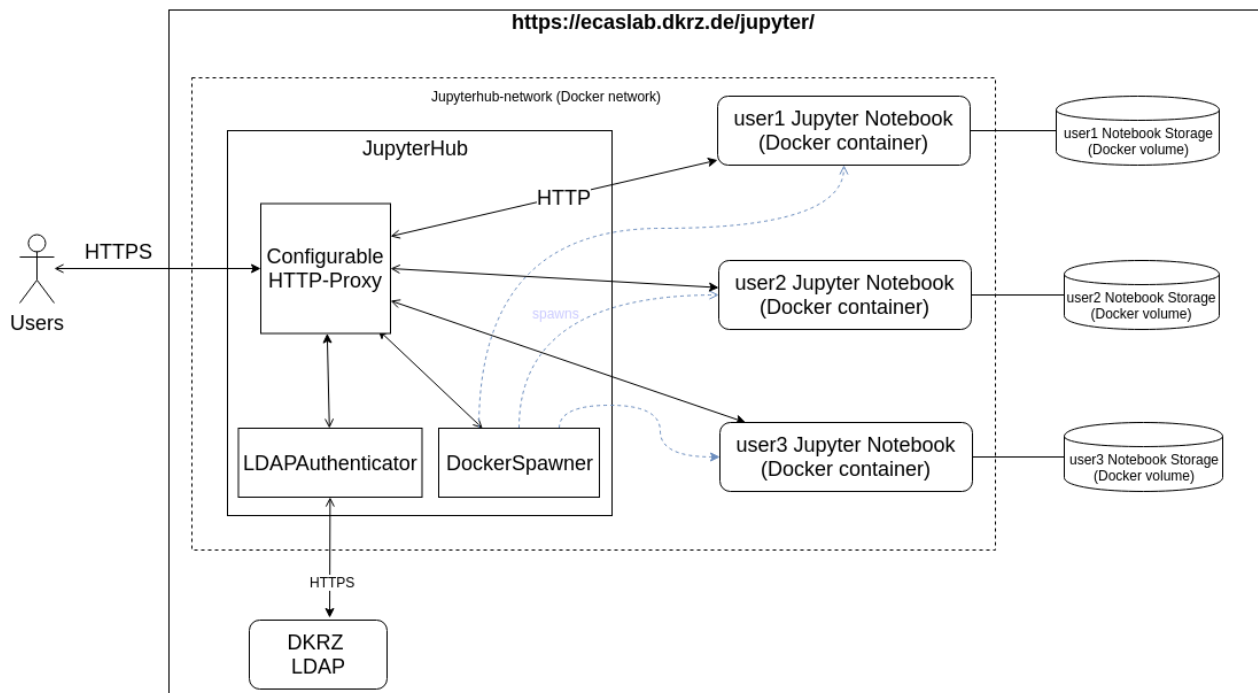 https://ecaslab.dkrz.de/jupyter/
Jupyterhub-network (Docker network)
JupyterHub
user1 Jupyter Notebook
(Docker container)
user1 Notebook Storage
(Docker volume)
HTTP
HTTPS
Configurable
HTTP-Proxy
Users
user2 Jupyter Notebook
(Docker container)
user2 Notebook Storage
(Docker volume)
spawns
LDAPAuthenticator
DockerSpawner
user3 Jupyter Notebook
(Docker container)
user3 Notebook Storage
(Docker volume)
HTTPS
DKRZ
LDAP